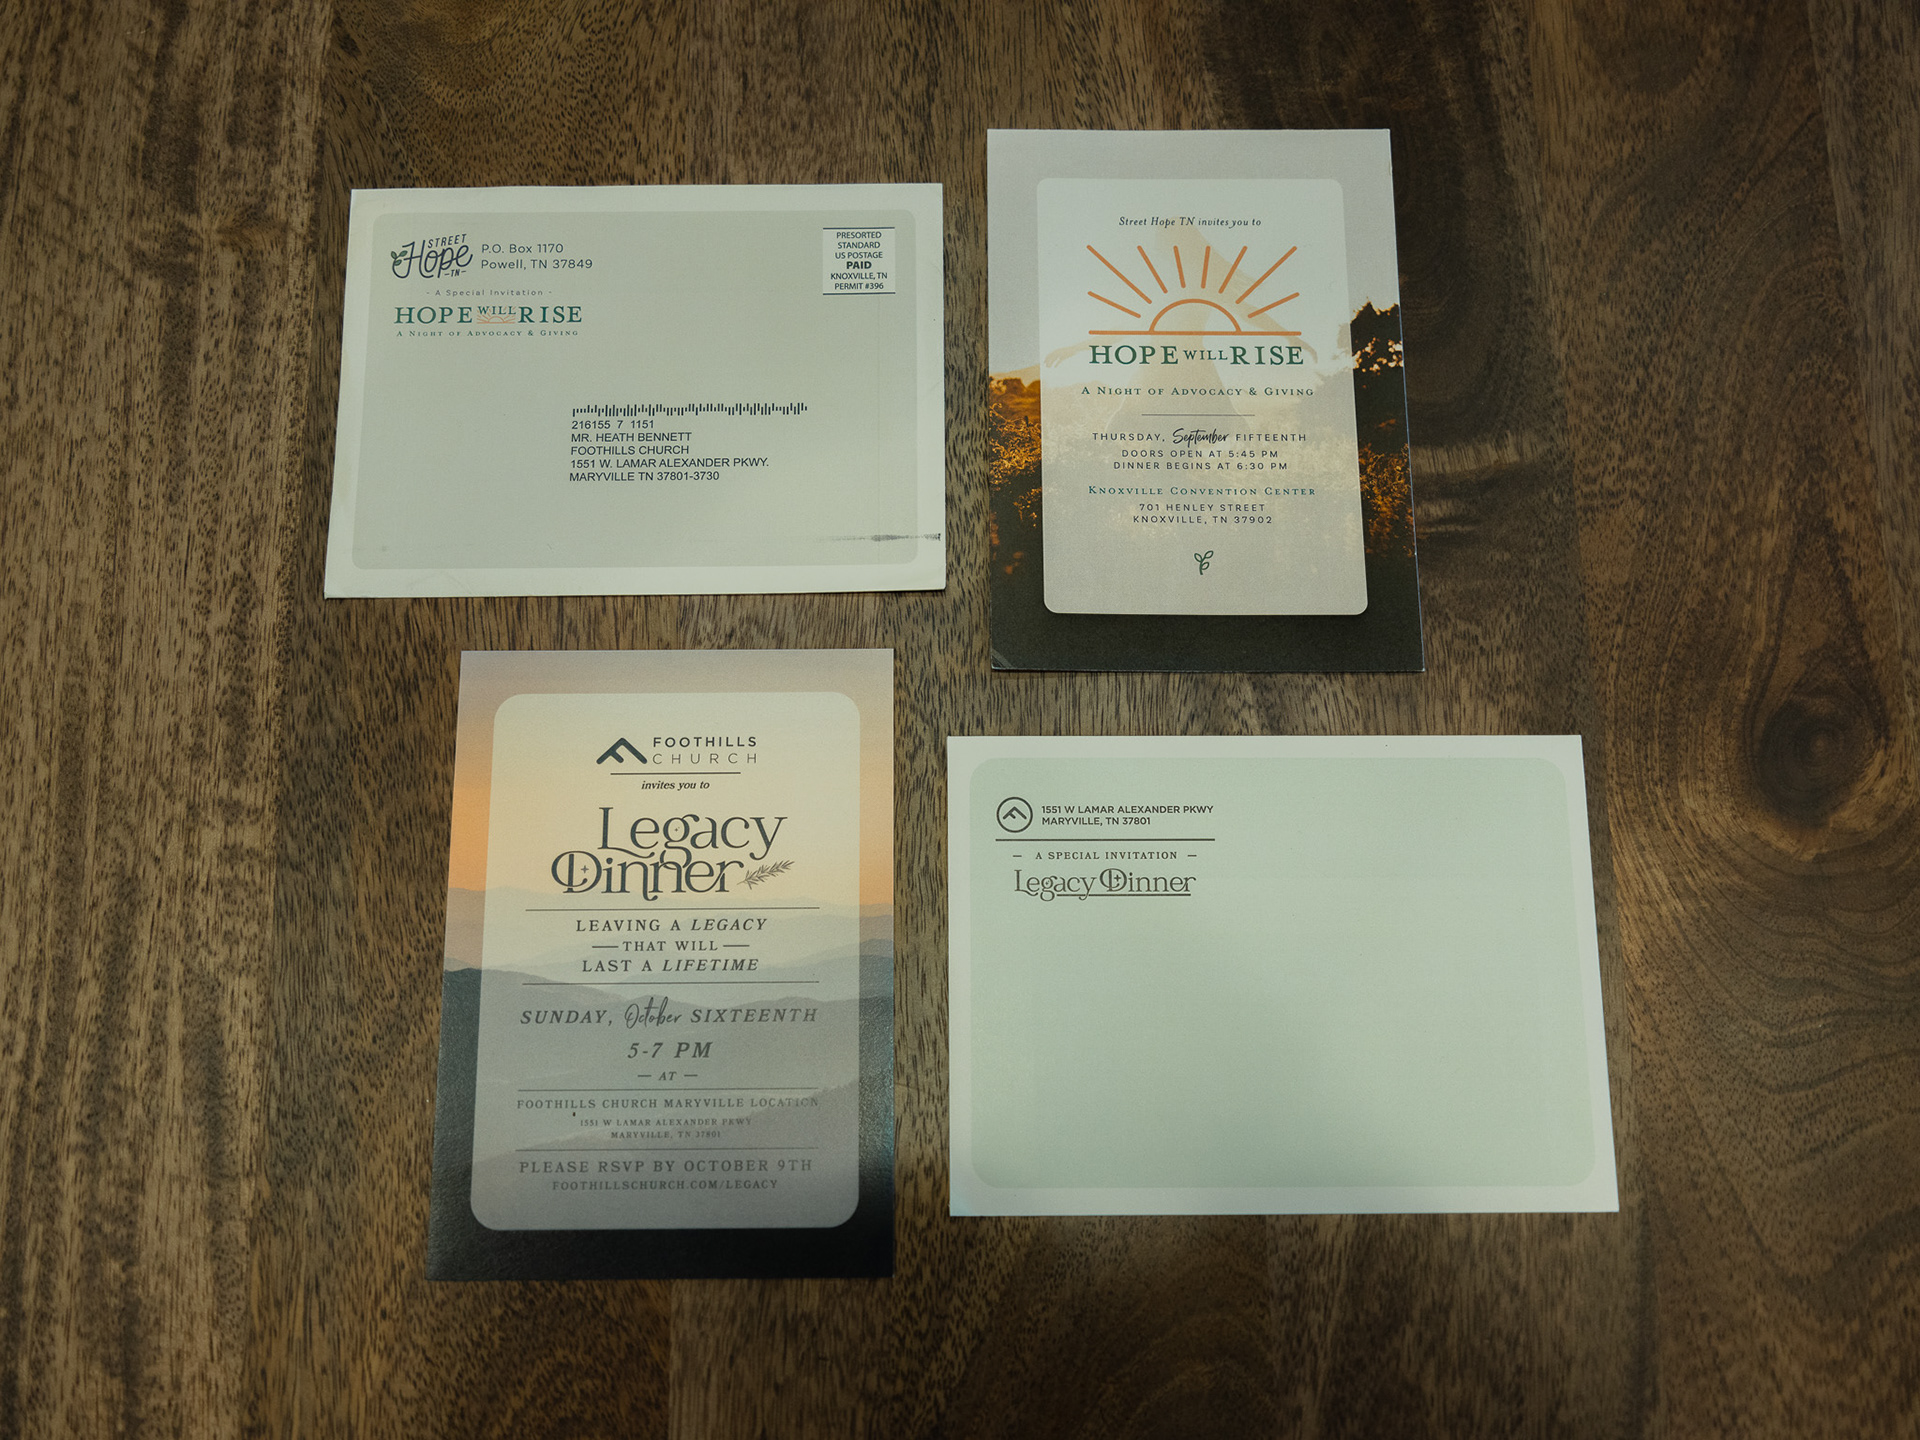 STREET
Hope
-TN-
P.O. Box 1170
Powell, TN 37849
- A Special Invitation -
HOPE WILL RISE
A Night of Advocacy & Giving
PRESORTED
STANDARD
US POSTAGE
PAID
KNOXVILLE, TN
PERMIT #396
216155 7 1151
MR. HEATH BENNETT
FOOTHILLS CHURCH
1551 W. LAMAR ALEXANDER PKWY.
MARYVILLE TN 37801-3730
Street Hope TN invites you to
HOPE WILL RISE
A Night of Advocacy & Giving
THURSDAY, September FIFTEENTH
DOORS OPEN AT 5:45 PM
DINNER BEGINS AT 6:30 PM
Knoxville Convention Center
701 HENLEY STREET
KNOXVILLE, TN 37902
FOOTHILLS
CHURCH
invites you to
Legacy
Dinner
LEAVING A LEGACY
— THAT WILL —
LAST A LIFETIME
SUNDAY, October SIXTEENTH
5-7 PM
— AT —
FOOTHILLS CHURCH MARYVILLE LOCATION
1551 W LAMAR ALEXANDER PKWY
MARYVILLE, TN 37801
PLEASE RSVP BY OCTOBER 9TH
FOOTHILLSCHURCH.COM/LEGACY
1551 W LAMAR ALEXANDER PKWY
MARYVILLE, TN 37801
— A SPECIAL INVITATION —
Legacy Dinner